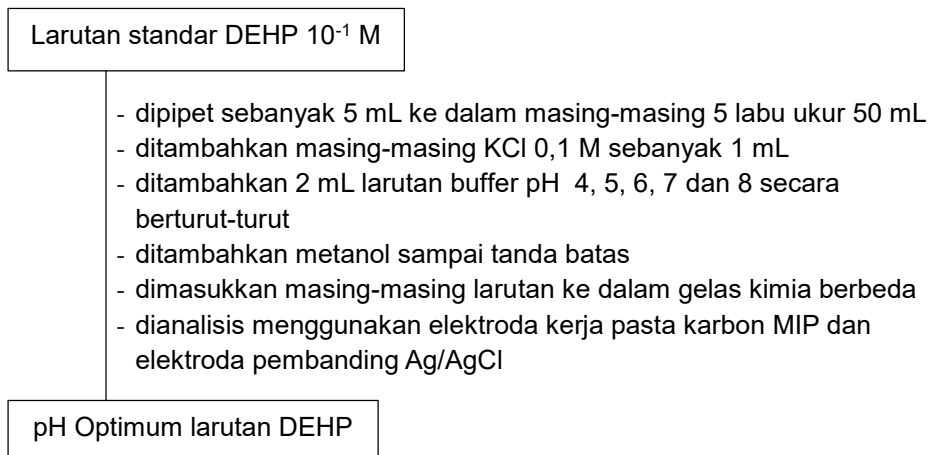 Larutan standar DEHP 10⁻¹ M
- dipipet sebanyak 5 mL ke dalam masing-masing 5 labu ukur 50 mL
- ditambahkan masing-masing KCl 0,1 M sebanyak 1 mL
- ditambahkan 2 mL larutan buffer pH  4, 5, 6, 7 dan 8 secara
berturut-turut
- ditambahkan metanol sampai tanda batas
- dimasukkan masing-masing larutan ke dalam gelas kimia berbeda
- dianalisis menggunakan elektroda kerja pasta karbon MIP dan
elektroda pembanding Ag/AgCl
pH Optimum larutan DEHP